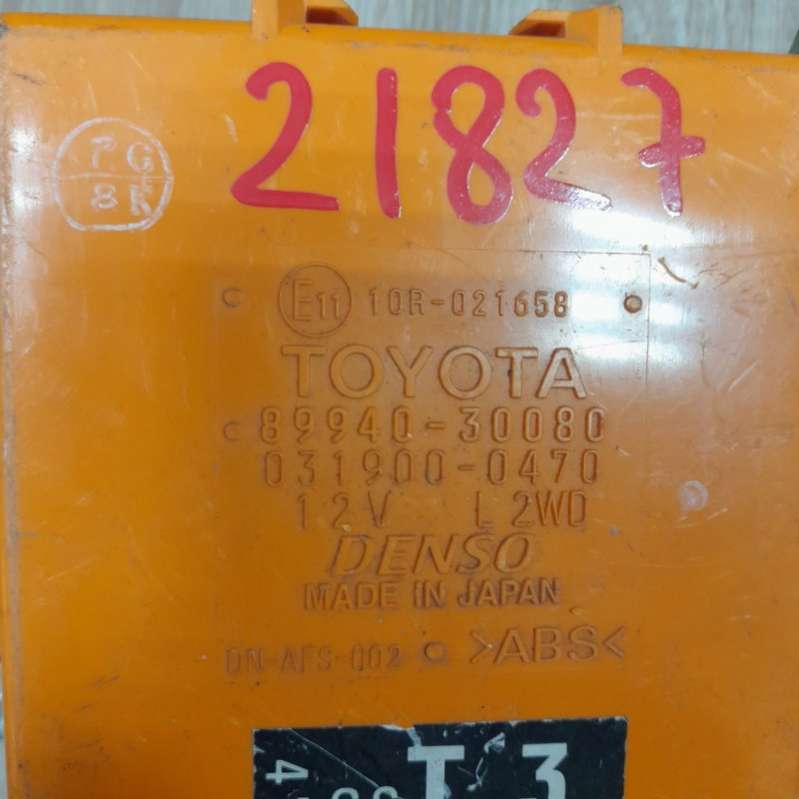 21827
PG
8K
E11 10R-021658
TOYOTA
89940-30080
031900-0470
12V L 2WD
DENSO
MADE IN JAPAN
DN-AFS-002 >ABS<
T 3